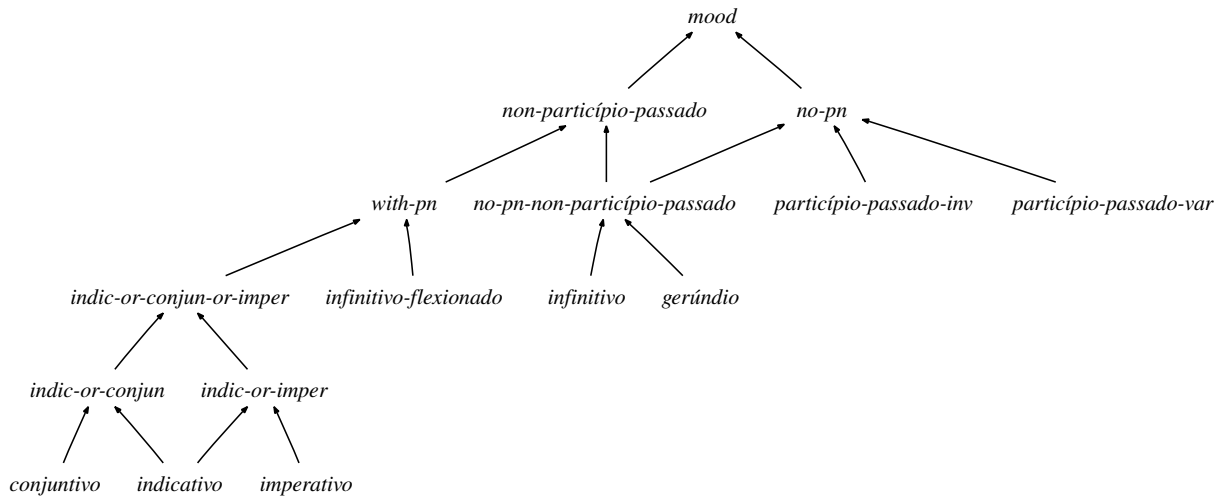 mood
non-particípio-passado no-pn
with-pn no-pn-non-particípio-passado particípio-passado-inv particípio-passado-var
indic-or-conjun-or-imper infinitivo-flexionado infinitivo gerúndio
indic-or-conjun indic-or-imper
conjuntivo indicativo imperativo